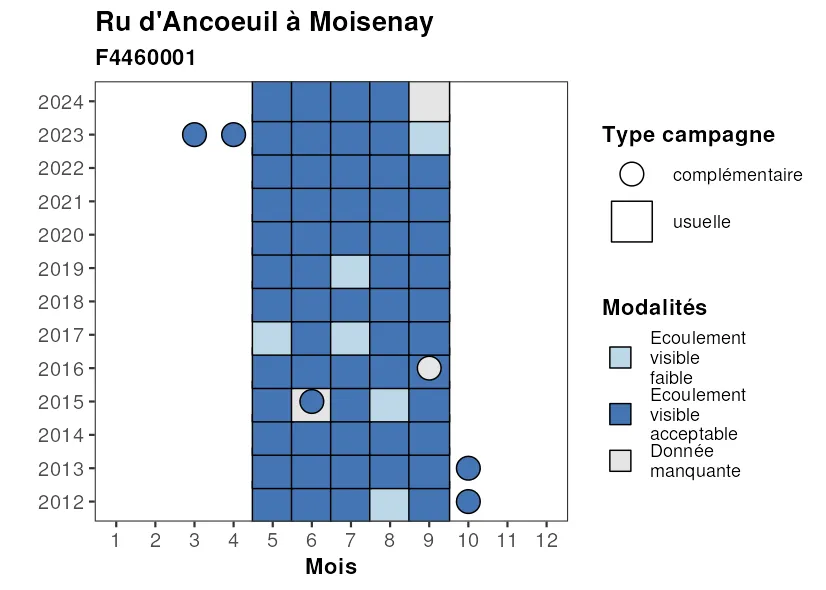 Ru d'Ancoeuil à Moisenay
F4460001
2024
2023
2022
2021
2020
2019
2018
2017
2016
2015
2014
2013
2012
1 2 3 4 5 6 7 8 9 10 11 12
Mois
Type campagne
complémentaire
usuelle
Modalités
Ecoulement
visible
faible
Ecoulement
visible
acceptable
Donnée
manquante